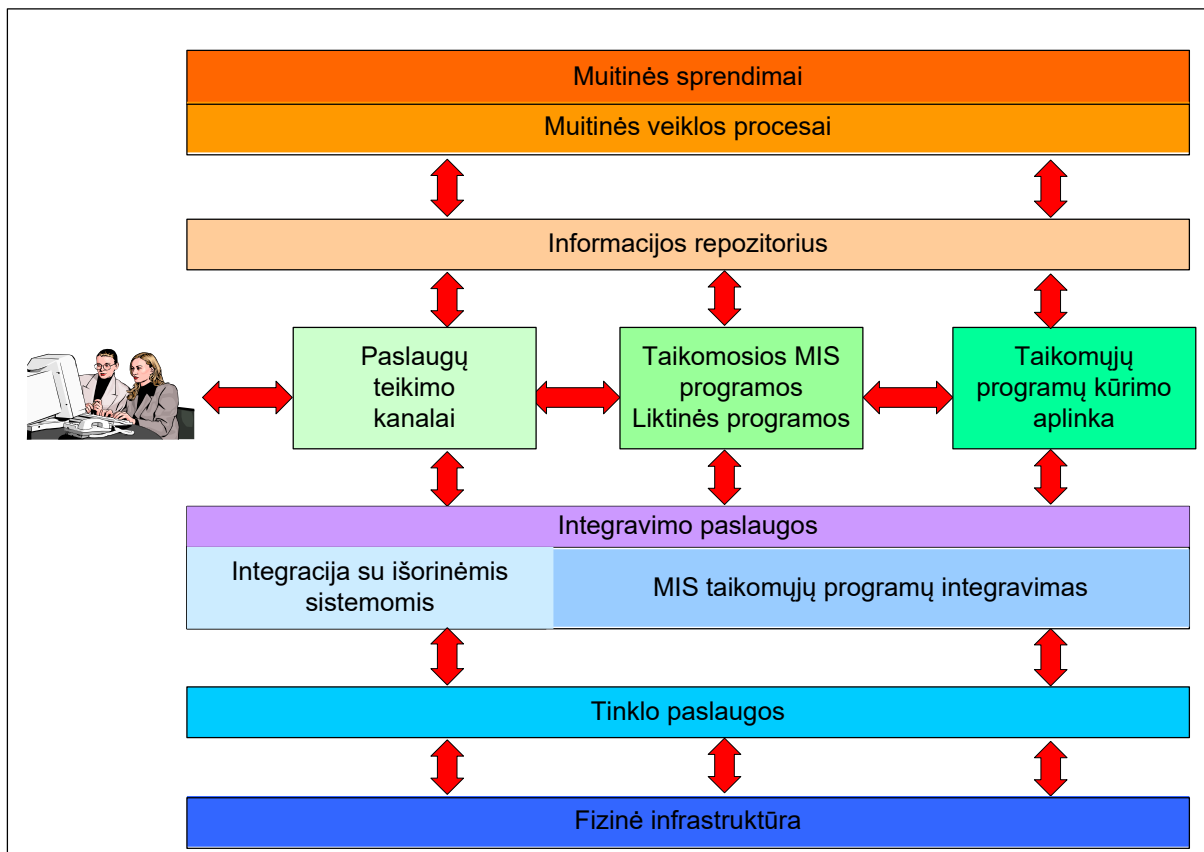 Muitinės sprendimai
Muitinės veiklos procesai
Informacijos repozitorius
Paslaugų
teikimo
kanalai
Taikomosios MIS
programos
Liktinės programos
Taikomųjų
programų kūrimo
aplinka
Integravimo paslaugos
Integracija su išorinėmis
sistemomis
MIS taikomųjų programų integravimas
Tinklo paslaugos
Fizinė infrastruktūra